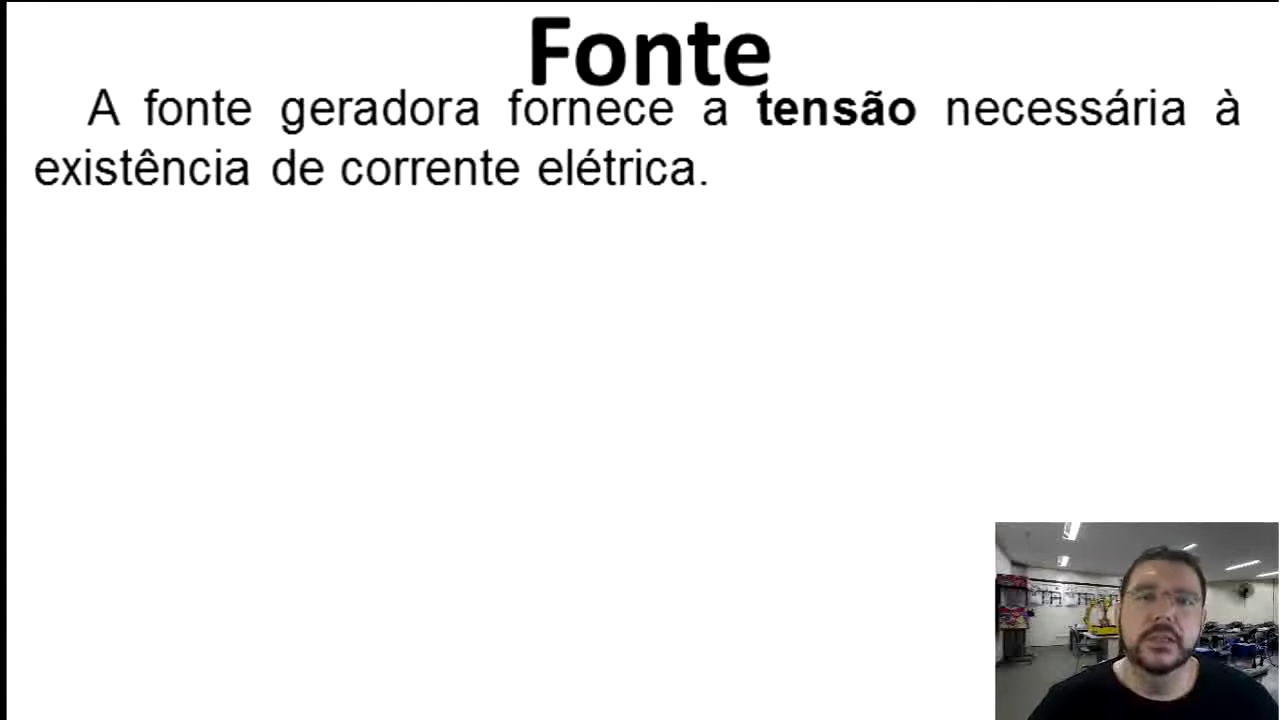 Fonte
A fonte geradora fornece a tensão necessária à
existência de corrente elétrica.